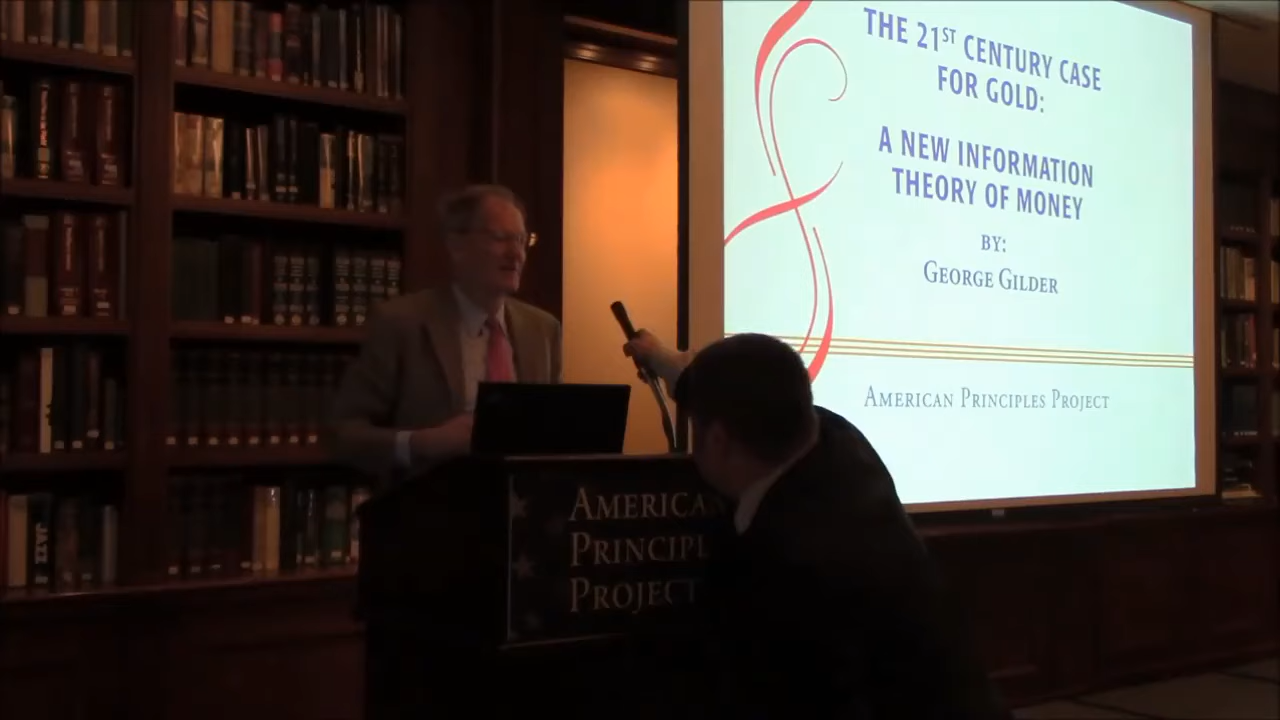 THE 21ST CENTURY CASE
FOR GOLD:
A NEW INFORMATION
THEORY OF MONEY
BY:
GEORGE GILDER
AMERICAN PRINCIPLES PROJECT
AMERICA
PRINCIPL
PROJECT